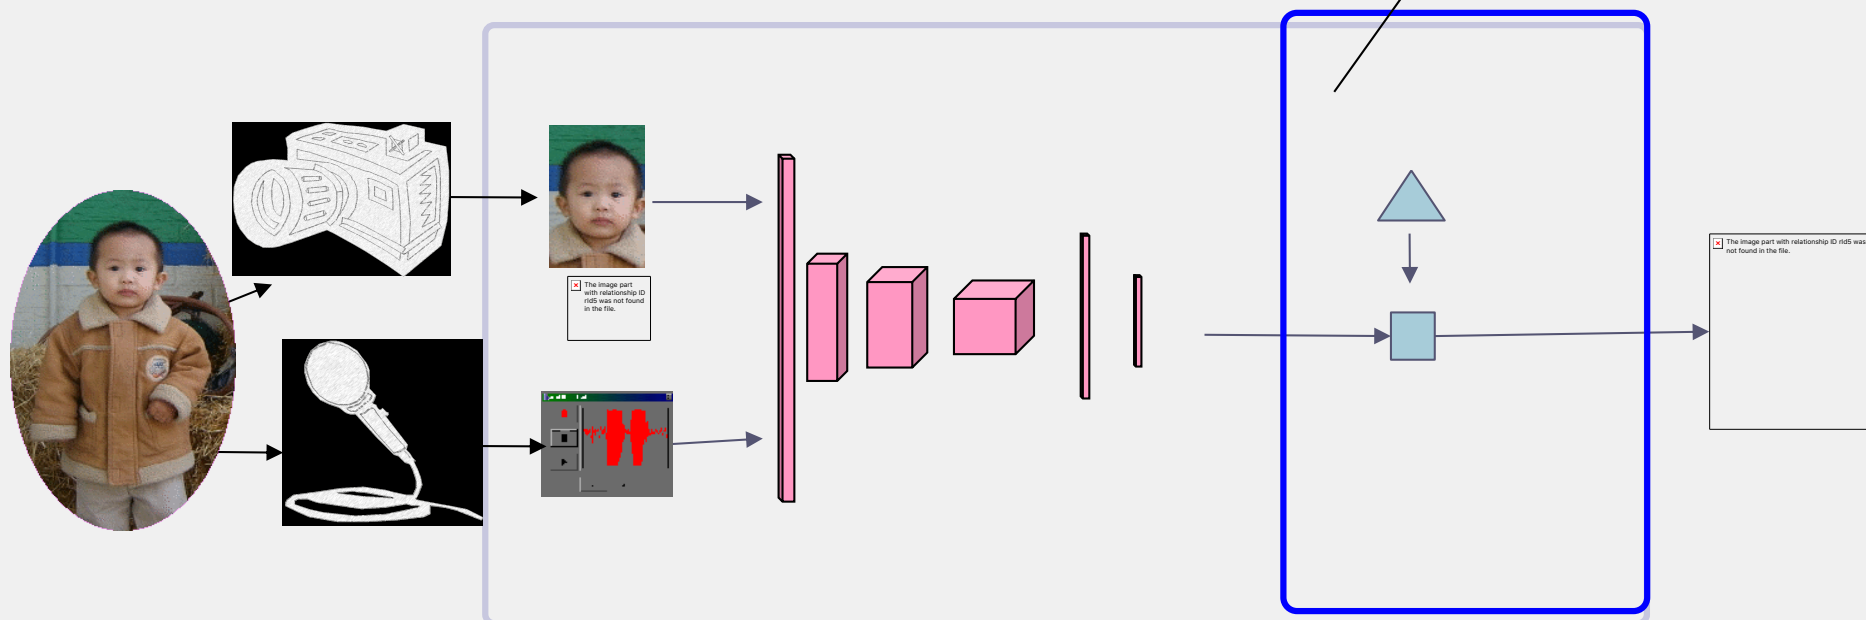 The image part
with relationship ID
rId5 was not found
in the file.
The image part with relationship ID rId5 was
not found in the file.